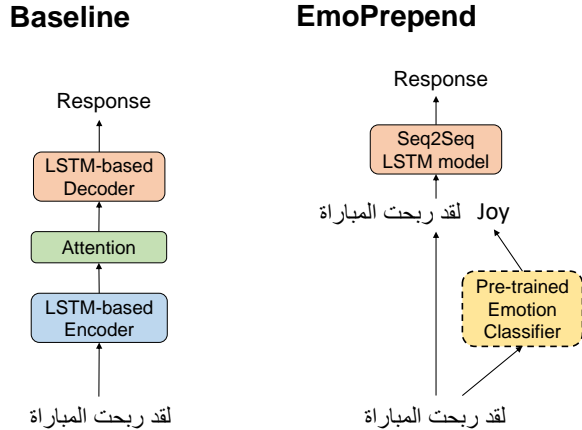 Baseline
Response
LSTM-based
Decoder
Attention
LSTM-based
Encoder
لقد ربحت المباراة
EmoPrepend
Response
Seq2Seq
LSTM model
لقد ربحت المباراة Joy
Pre-trained
Emotion
Classifier
لقد ربحت المباراة